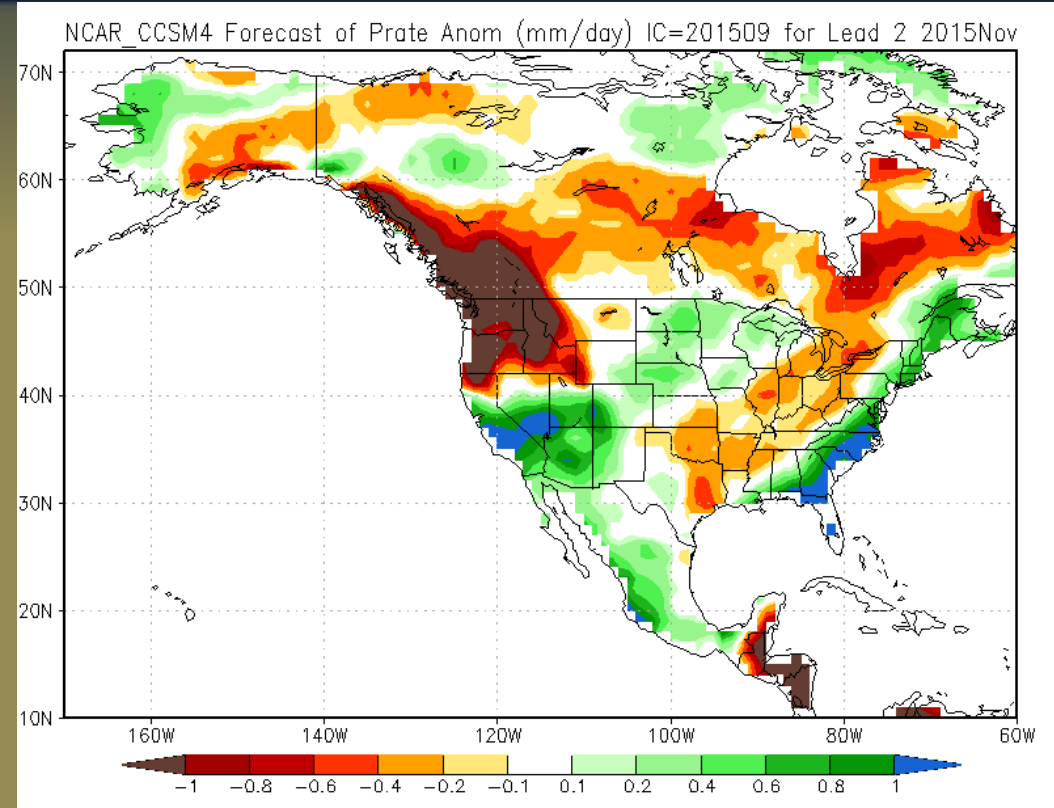 NCAR_CCSM4 Forecast of Prate Anom (mm/day) IC=201509 for Lead 2 2015Nov
70N
60N
50N
40N
30N
20N
10N
160W 140W 120W 100W 80W 60W
-1 -0.8 -0.6 -0.4 -0.2 -0.1 0.1 0.2 0.4 0.6 0.8 1